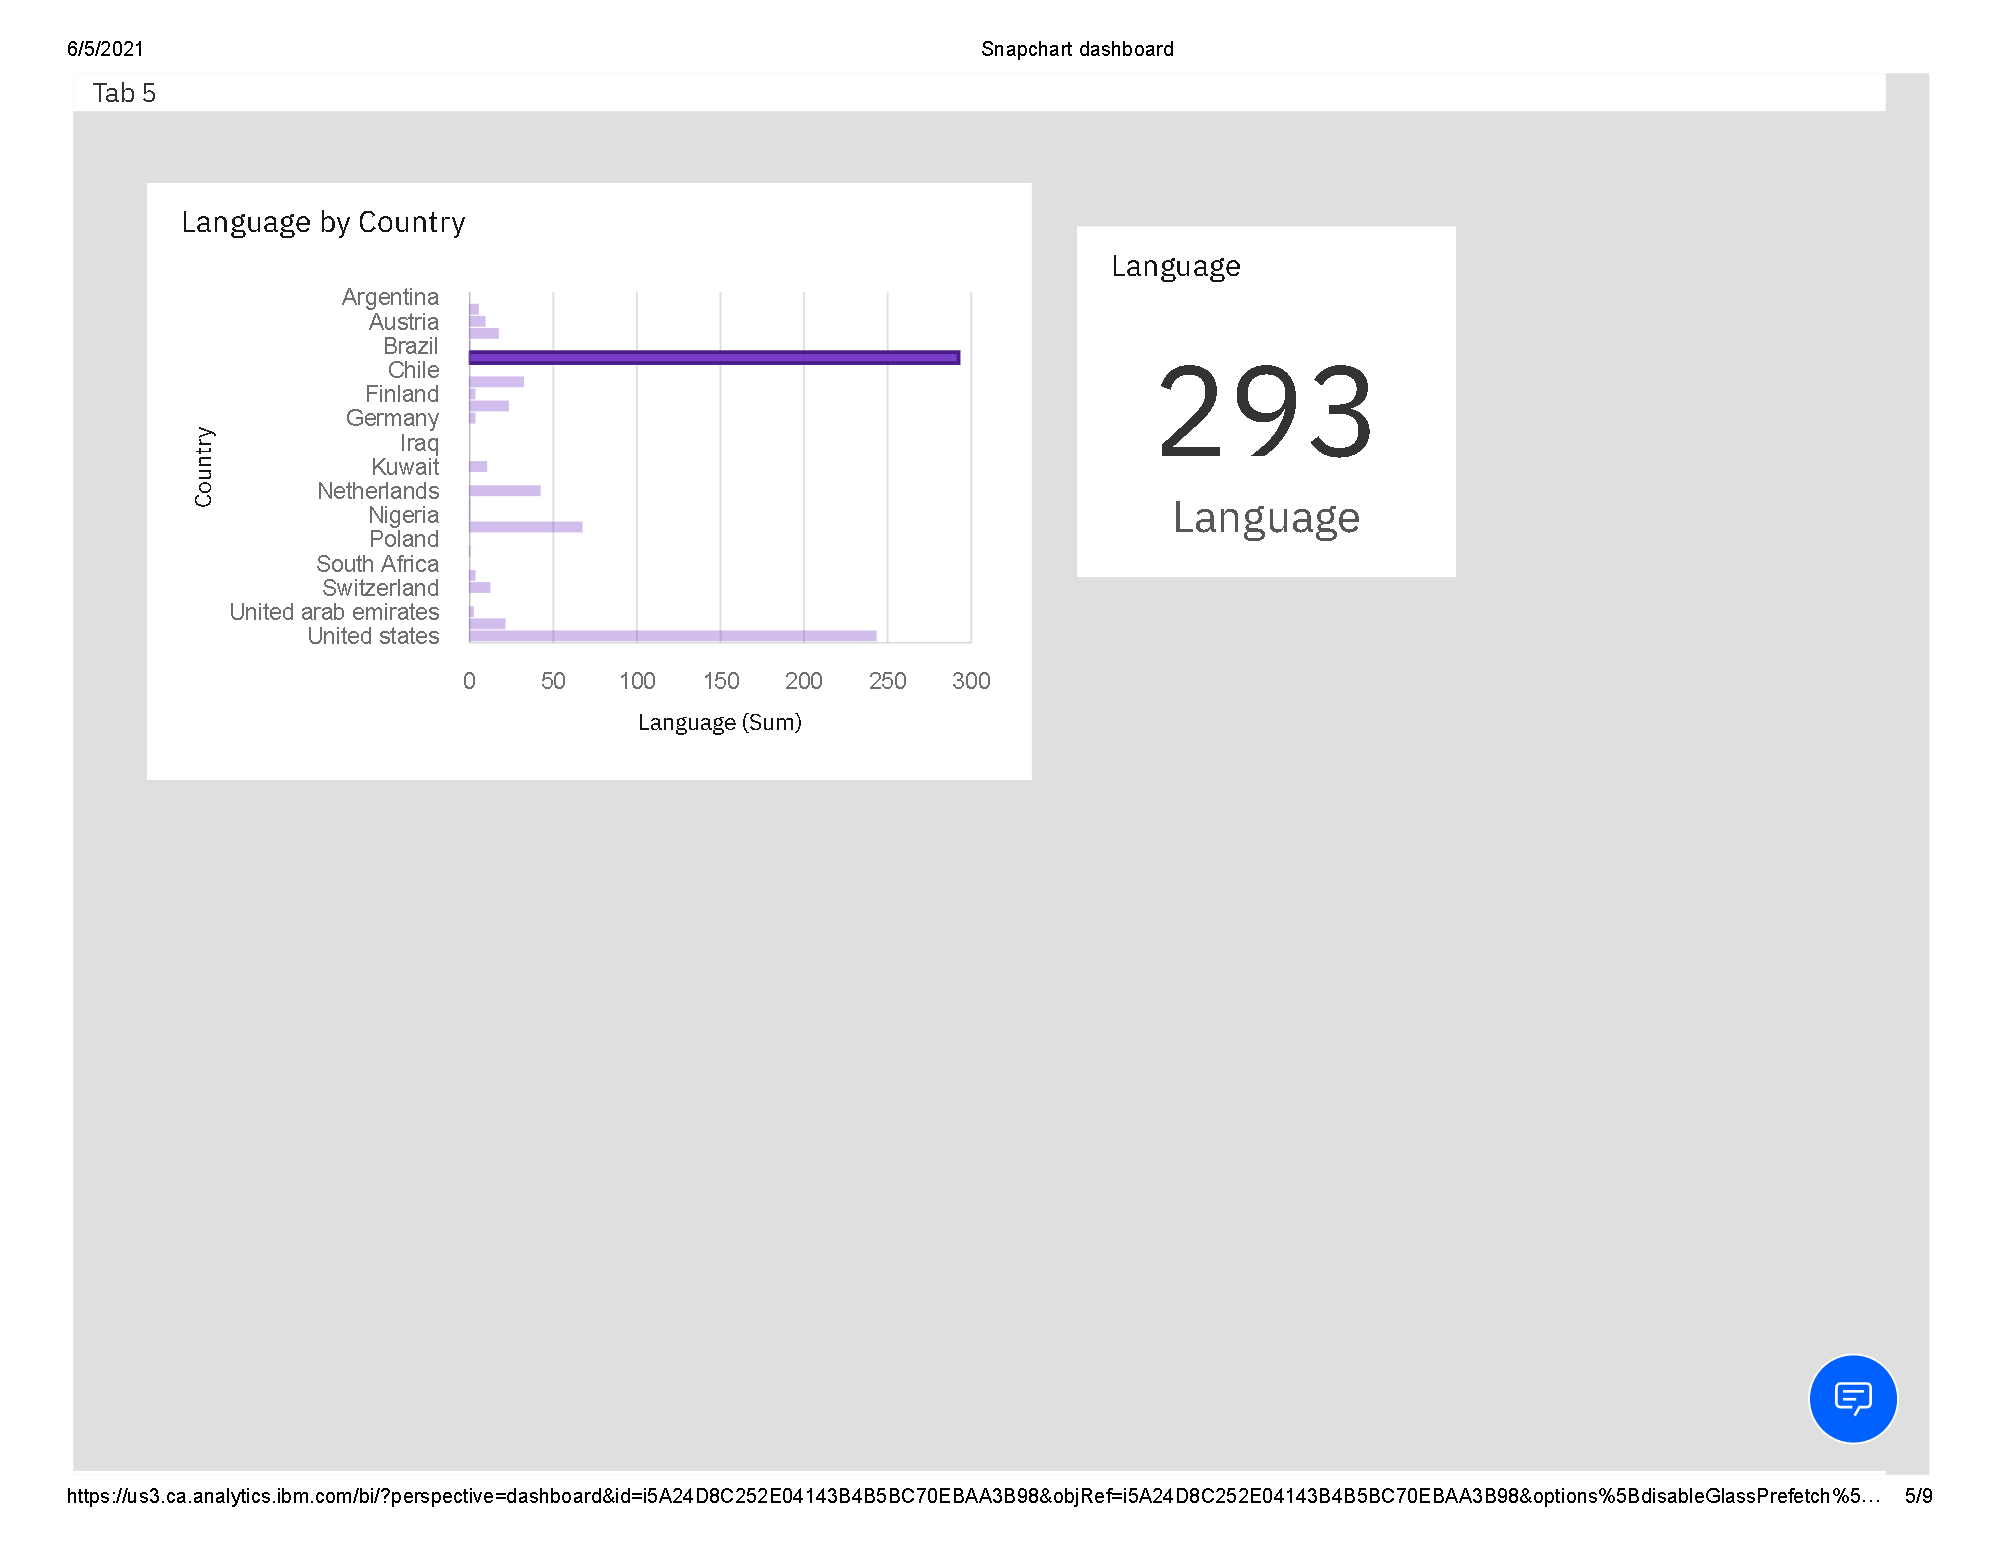 6/5/2021
Snapchart dashboard
Tab 5
Language by Country
Country
Argentina
Austria
Brazil
Chile
Finland
Germany
Iraq
Kuwait
Netherlands
Nigeria
Poland
South Africa
Switzerland
United arab emirates
United states
0 50 100 150 200 250 300
Language (Sum)
Language
293
Language
https://us3.ca.analytics.ibm.com/bi/?perspective=dashboard&id=i5A24D8C252E04143B4B5BC70EBAA3B98&objRef=i5A24D8C252E04143B4B5BC70EBAA3B98&options%5BdisableGlassPrefetch%5…
5/9